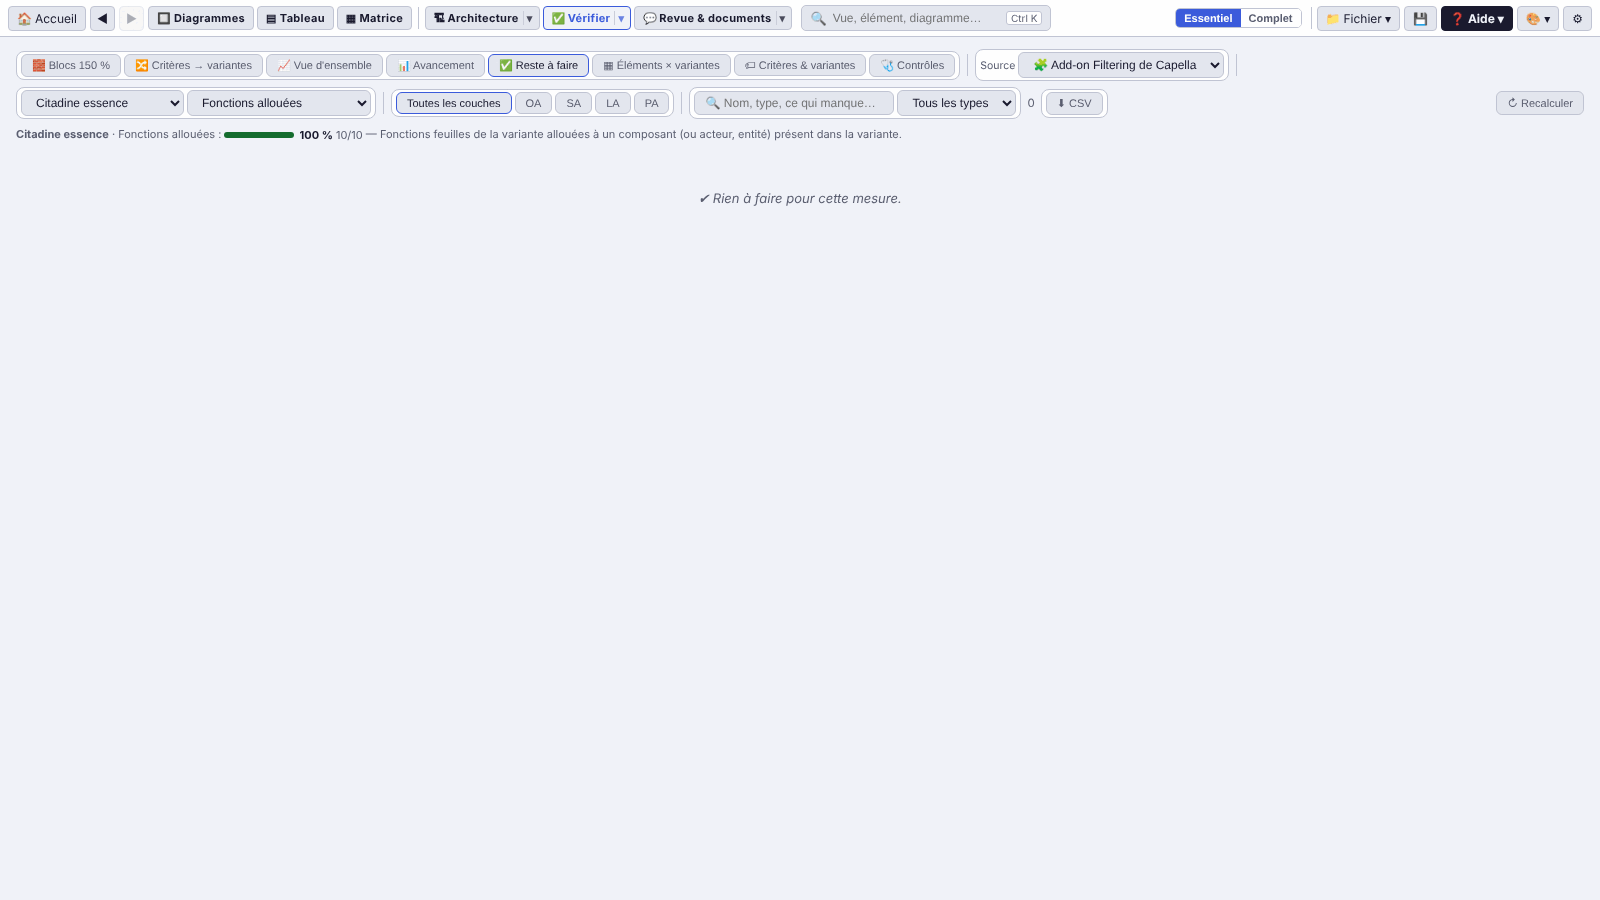 🏠 Accueil ◀ ▶ 🔲 Diagrammes ▤ Tableau ▦ Matrice 🏗 Architecture ▾ ✅ Vérifier ▾ 💬 Revue & documents ▾ 🔍 Vue, élément, diagramme… Ctrl K Essentiel Complet 📁 Fichier ▾ 💾 ❓ Aide ▾ 🎨 ▾ ⚙
🧱 Blocs 150 % 🔀 Critères → variantes 📈 Vue d'ensemble 📊 Avancement ✅ Reste à faire ▦ Éléments × variantes 🏷 Critères & variantes 🩺 Contrôles Source 🧩 Add-on Filtering de Capella
Citadine essence Fonctions allouées Toutes les couches OA SA LA PA 🔍 Nom, type, ce qui manque… Tous les types 0 ⬇ CSV ↻ Recalculer
Citadine essence · Fonctions allouées : 100 % 10/10 — Fonctions feuilles de la variante allouées à un composant (ou acteur, entité) présent dans la variante.
✔ Rien à faire pour cette mesure.